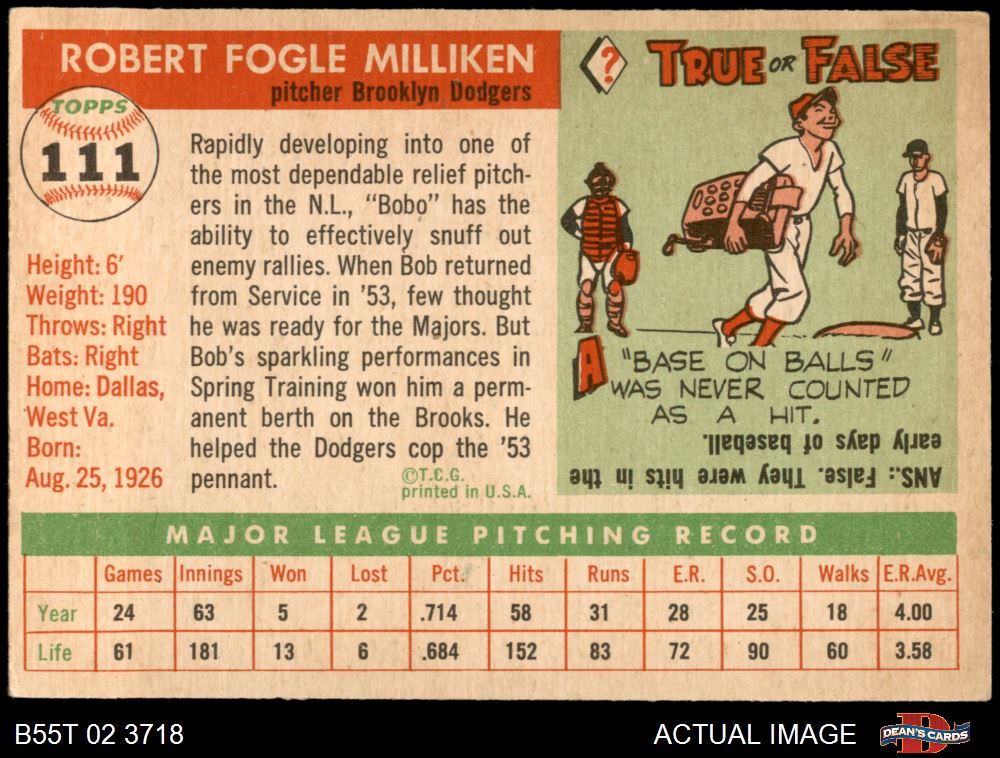 ROBERT FOGLE MILLIKEN
pitcher Brooklyn Dodgers
TOPPS
111
Height: 6'
Weight: 190
Throws: Right
Bats: Right
Home: Dallas,
West Va.
Born:
Aug. 25, 1926
Rapidly developing into one of
the most dependable relief pitch-
ers in the N.L., "Bobo" has the
ability to effectively snuff out
enemy rallies. When Bob returned
from Service in '53, few thought
he was ready for the Majors. But
Bob's sparkling performances in
Spring Training won him a perm-
anent berth on the Brooks. He
helped the Dodgers cop the '53
pennant.
©T.C.G.
printed in U.S.A.
?
TRUE OR FALSE
A "BASE ON BALLS"
WAS NEVER COUNTED
AS A HIT.
ANS.: False. They were hits in the
early days of baseball.
MAJOR LEAGUE PITCHING RECORD
Games Innings Won Lost Pct. Hits Runs E.R. S.O. Walks E.R.Avg.
Year 24 63 5 2 .714 58 31 28 25 18 4.00
Life 61 181 13 6 .684 152 83 72 90 60 3.58
B55T 02 3718
ACTUAL IMAGE
DEAN'S CARDS